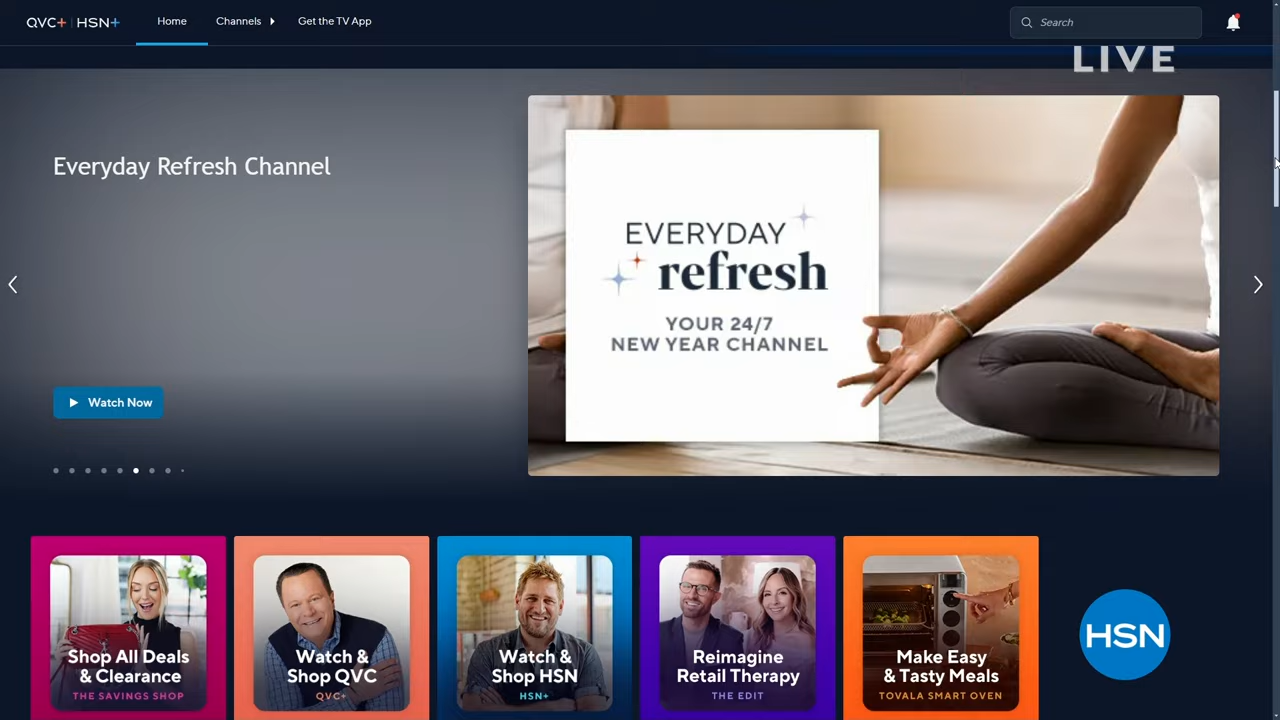 QVC+ | HSN+
Home
Channels
Get the TV App
Search
LIVE
Everyday Refresh Channel
EVERYDAY
refresh
YOUR 24/7
NEW YEAR CHANNEL
Watch Now
Shop All Deals
& Clearance
THE SAVINGS SHOP
Watch &
Shop QVC
QVC+
Watch &
Shop HSN
HSN+
Reimagine
Retail Therapy
THE EDIT
Make Easy
& Tasty Meals
TOVALA SMART OVEN
HSN